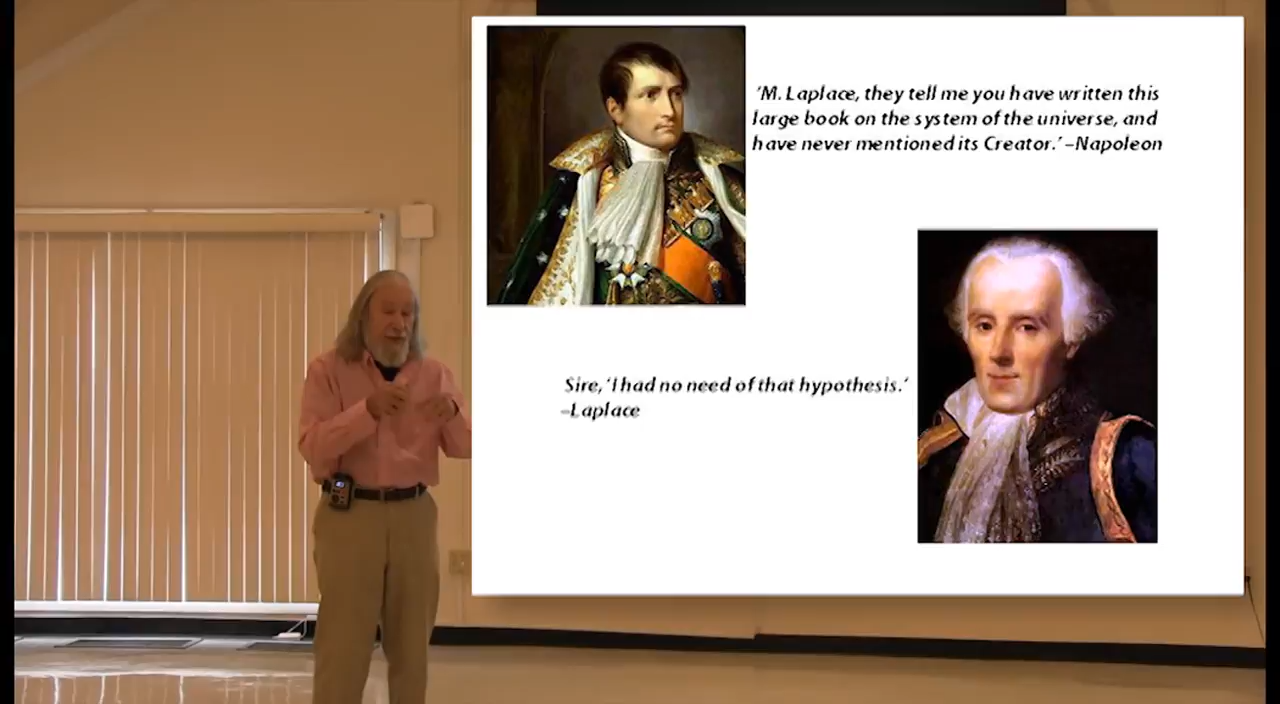 'M. Laplace, they tell me you have written this
large book on the system of the universe, and
have never mentioned its Creator.' –Napoleon
Sire, 'I had no need of that hypothesis.'
–Laplace